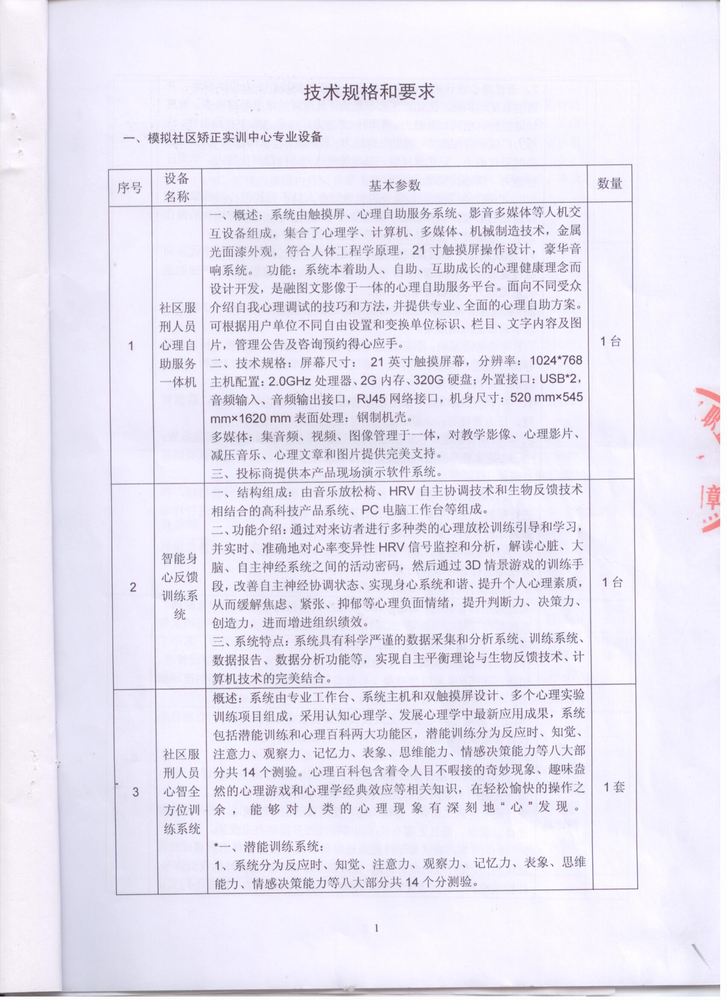 技术规格和要求
一、模拟社区矫正实训中心专业设备
序号
设备
名称
基本参数
数量
1
社区服
刑人员
心理自
助服务
一体机
一、概述：系统由触摸屏、心理自助服务系统、影音多媒体等人机交
互设备组成，集合了心理学、计算机、多媒体、机械制造技术，金属
光面漆外观，符合人体工程学原理，21 寸触摸屏操作设计，豪华音
响系统。 功能：系统本着助人、自助、互助成长的心理健康理念而
设计开发，是融图文影像于一体的心理自助服务平台。面向不同受众
介绍自我心理调试的技巧和方法，并提供专业、全面的心理自助方案。
可根据用户单位不同自由设置和变换单位标识、栏目、文字内容及图
片，管理公告及咨询预约得心应手。
二、技术规格：屏幕尺寸： 21 英寸触摸屏幕，分辨率：1024*768
主机配置：2.0GHz 处理器、2G 内存、320G 硬盘；外置接口：USB*2，
音频输入、音频输出接口，RJ45 网络接口，机身尺寸：520 mm×545
mm×1620 mm 表面处理：钢制机壳。
多媒体：集音频、视频、图像管理于一体，对教学影像、心理影片、
减压音乐、心理文章和图片提供完美支持。
三、投标商提供本产品现场演示软件系统。
1 台
2
智能身
心反馈
训练系
统
一、结构组成：由音乐放松椅、HRV 自主协调技术和生物反馈技术
相结合的高科技产品系统、PC 电脑工作台等组成。
二、功能介绍：通过对来访者进行多种类的心理放松训练引导和学习，
并实时、准确地对心率变异性 HRV 信号监控和分析，解读心脏、大
脑、自主神经系统之间的活动密码，然后通过 3D 情景游戏的训练手
段，改善自主神经协调状态、实现身心系统和谐、提升个人心理素质，
从而缓解焦虑、紧张、抑郁等心理负面情绪，提升判断力、决策力、
创造力，进而增进组织绩效。
三、系统特点：系统具有科学严谨的数据采集和分析系统、训练系统、
数据报告、数据分析功能等，实现自主平衡理论与生物反馈技术、计
算机技术的完美结合。
1 台
3
社区服
刑人员
心智全
方位训
练系统
概述：系统由专业工作台、系统主机和双触摸屏设计、多个心理实验
训练项目组成，采用认知心理学、发展心理学中最新应用成果，系统
包括潜能训练和心理百科两大功能区，潜能训练分为反应时、知觉、
注意力、观察力、记忆力、表象、思维能力、情感决策能力等八大部
分共 14 个测验。心理百科包含着令人目不暇接的奇妙现象、趣味盎
然的心理游戏和心理学经典效应等相关知识，在轻松愉快的操作之
余，能够对人类的心理现象有深刻地“心”发现。
*一、潜能训练系统：
1、系统分为反应时、知觉、注意力、观察力、记忆力、表象、思维
能力、情感决策能力等八大部分共 14 个分测验。
1 套
1
章